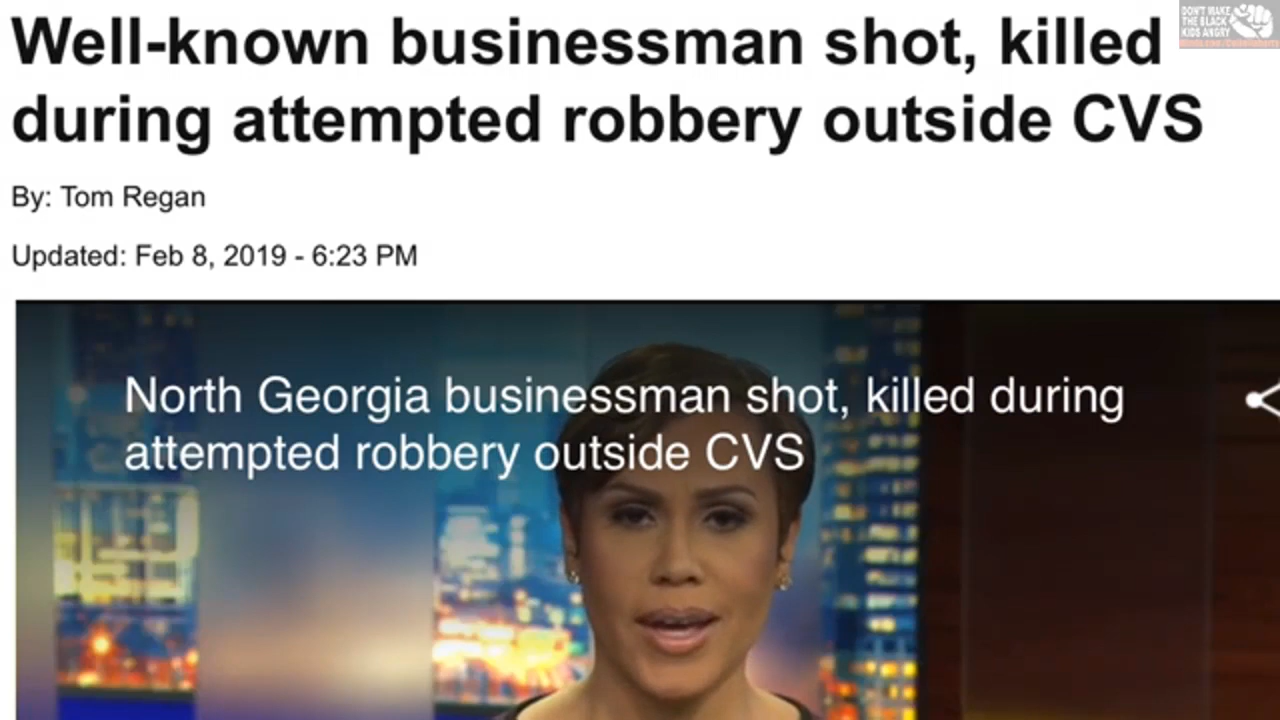 Well-known businessman shot, killed
during attempted robbery outside CVS
DON'T MAKE
THE BLACK
KIDS ANGRY
By: Tom Regan
Updated: Feb 8, 2019 - 6:23 PM
North Georgia businessman shot, killed during
attempted robbery outside CVS